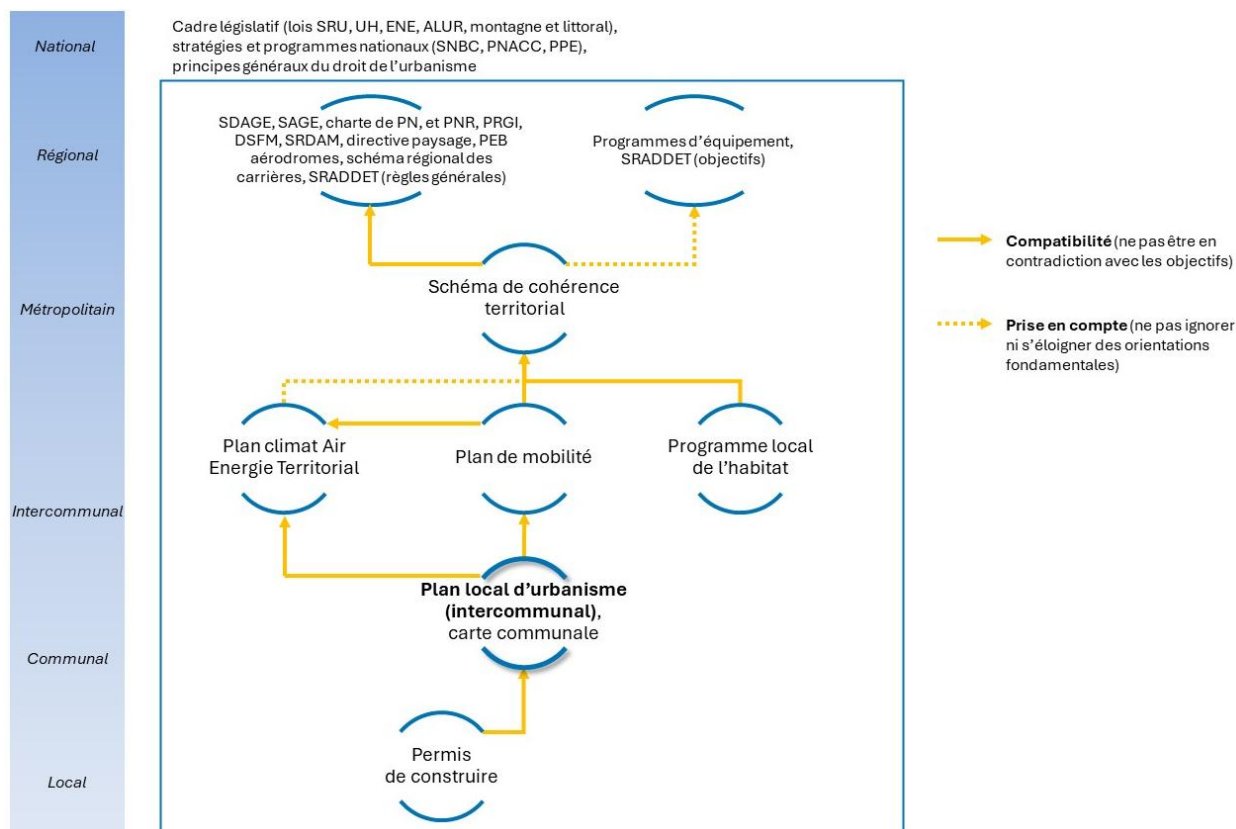 National
Cadre législatif (lois SRU, UH, ENE, ALUR, montagne et littoral),
stratégies et programmes nationaux (SNBC, PNACC, PPE),
principes généraux du droit de l'urbanisme
Régional
SDAGE, SAGE, charte de PN, et PNR, PRGI,
DSFM, SRDAM, directive paysage, PEB
aérodromes, schéma régional des
carrières, SRADDET (règles générales)
Programmes d'équipement,
SRADDET (objectifs)
Compatibilité (ne pas être en
contradiction avec les objectifs)
Prise en compte (ne pas ignorer
ni s'éloigner des orientations
fondamentales)
Métropolitain
Schéma de cohérence
territorial
Plan climat Air
Energie Territorial
Plan de mobilité
Programme local
de l'habitat
Intercommunal
Plan local d'urbanisme
(intercommunal),
carte communale
Communal
Permis
de construire
Local